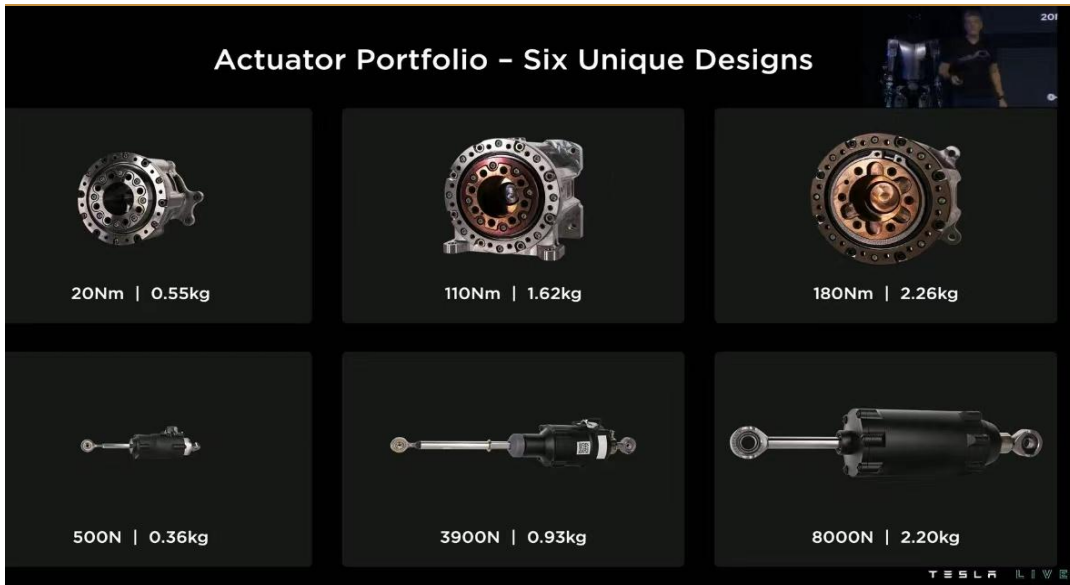 Actuator Portfolio – Six Unique Designs
20Nm | 0.55kg
110Nm | 1.62kg
180Nm | 2.26kg
500N | 0.36kg
3900N | 0.93kg
8000N | 2.20kg
TESLA LIVE